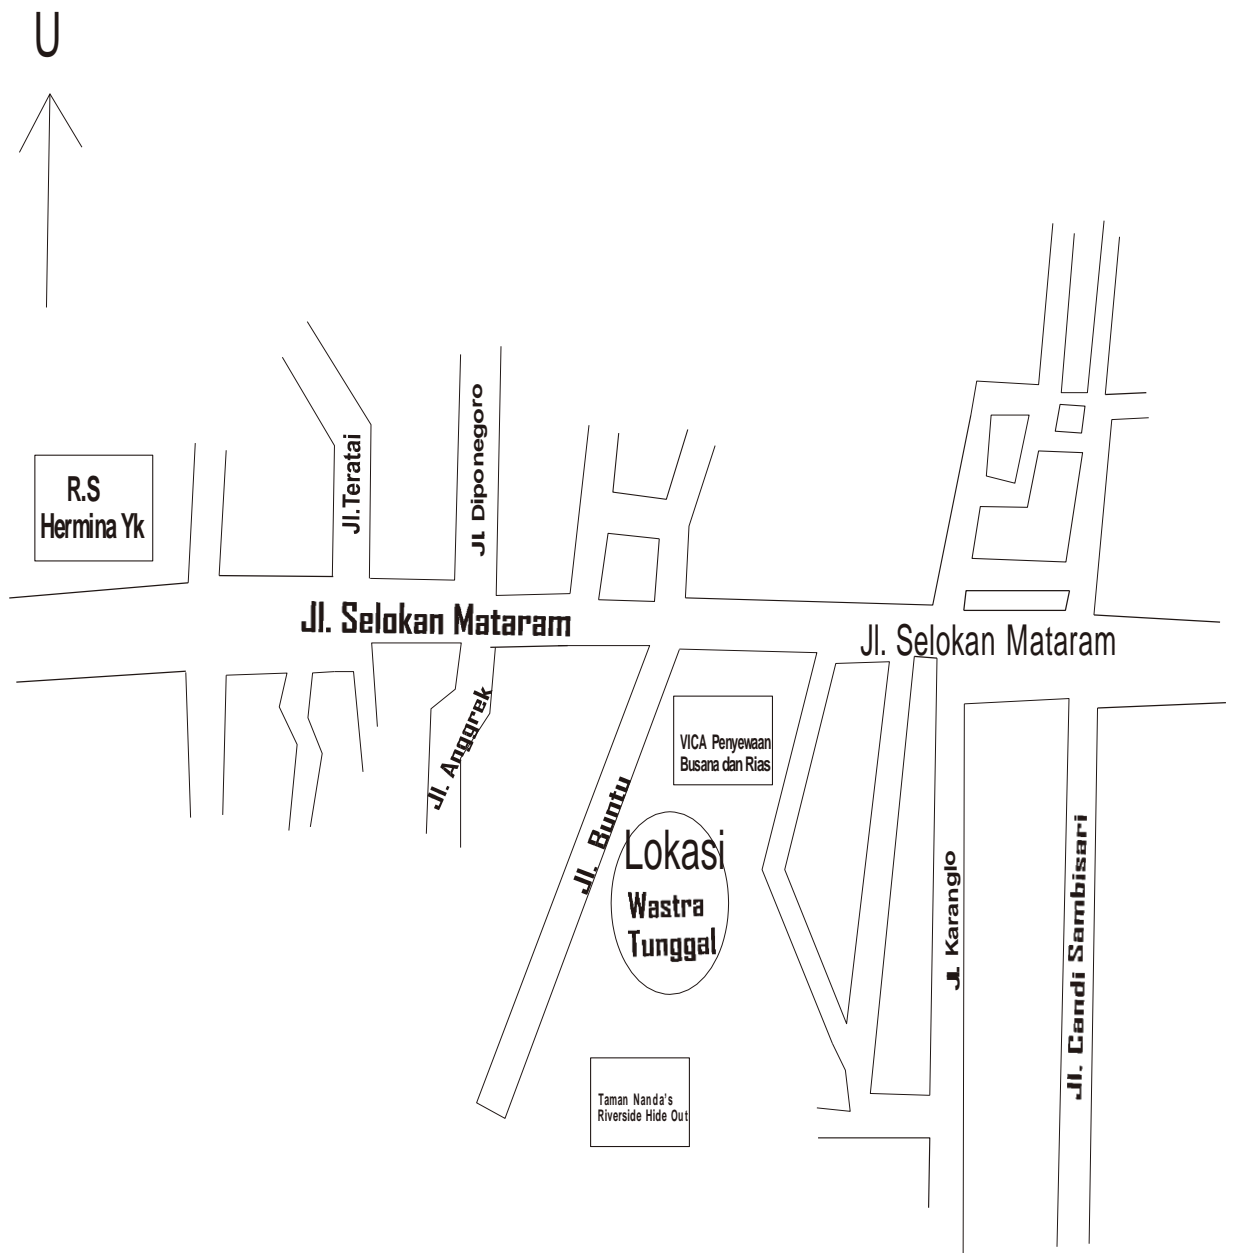 U
R.S
Hermina Yk
Jl.Teratai
Jl. Diponegoro
Jl. Selokan Mataram
Jl. Selokan Mataram
Jl. Anggrek
VICA Penyewaan
Busana dan Rias
Jl. Buntu
Lokasi
Wastra
Tunggal
Jl. Karanglo
Jl. Candi Sambisari
Taman Nanda's
Riverside Hide Out